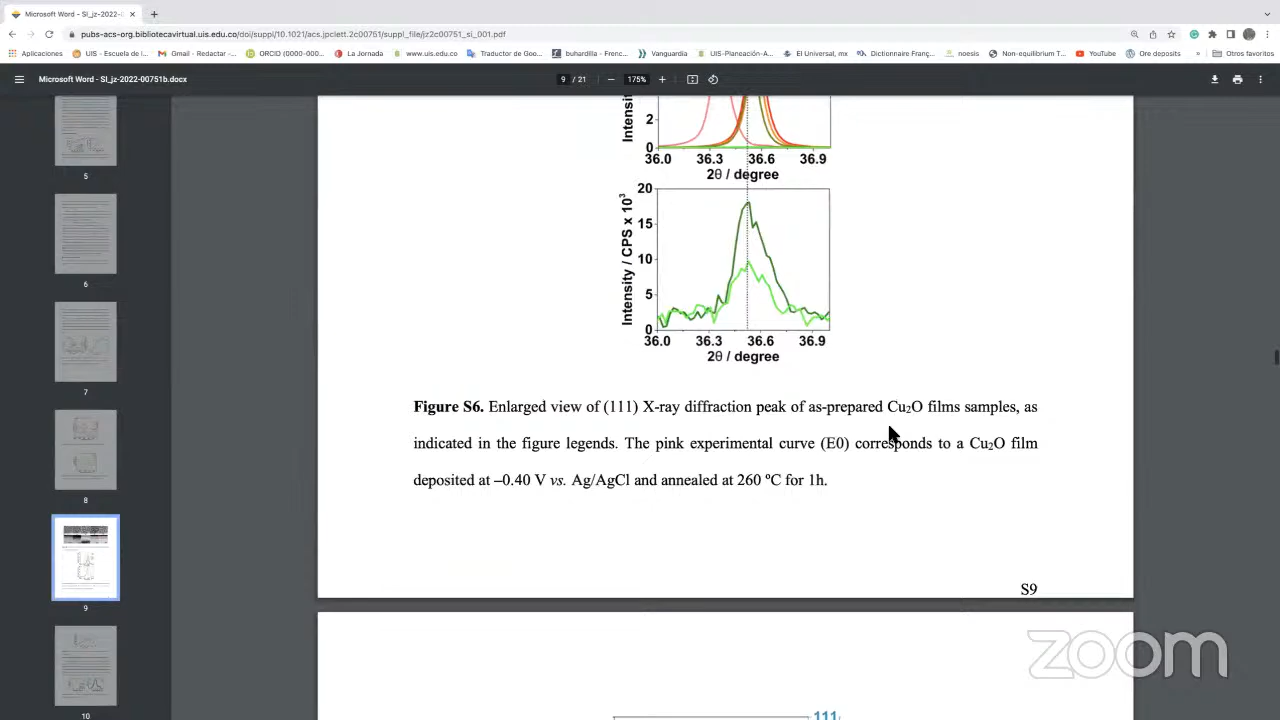 Microsoft Word - SI_jz-2022-
pubs-acs-org.bibliotecavirtual.uis.edu.co/doi/suppl/10.1021/acs.jpclett.2c00751/suppl_file/jz2c00751_si_001.pdf
Aplicaciones
UIS - Escuela de I...
Gmail - Redactar -...
ORCID (0000-000...
La Jornada
www.uis.edu.co
Traductor de Goo...
buhardilla - Frenc...
Vanguardia
UIS-Planeación-A...
El Universal, mx
Dictionnaire Franç...
noesis
Non-equilibrium T...
YouTube
Ore deposits
»
Otros favoritos
Microsoft Word - SI_jz-2022-00751b.docx
9 / 21
175%
5
6
7
8
9
10
Intensit
2
0
36.0 36.3 36.6 36.9
2θ / degree
Intensity / CPS x 10³
20
15
10
5
0
36.0 36.3 36.6 36.9
2θ / degree
Figure S6. Enlarged view of (111) X-ray diffraction peak of as-prepared Cu₂O films samples, as
indicated in the figure legends. The pink experimental curve (E0) corresponds to a Cu₂O film
deposited at –0.40 V vs. Ag/AgCl and annealed at 260 ºC for 1h.
S9
111
zoom